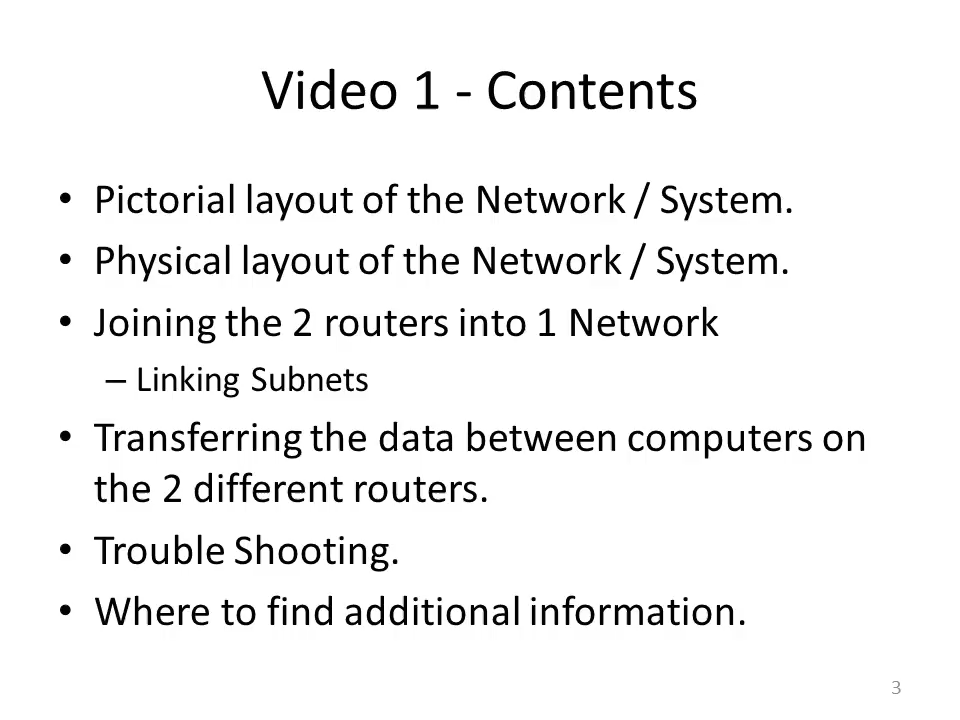 Video 1 - Contents
• Pictorial layout of the Network / System.
• Physical layout of the Network / System.
• Joining the 2 routers into 1 Network
– Linking Subnets
• Transferring the data between computers on
the 2 different routers.
• Trouble Shooting.
• Where to find additional information.
3